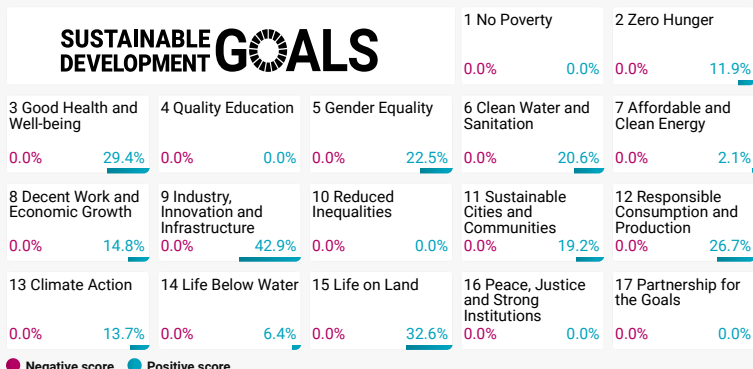 SUSTAINABLE
DEVELOPMENT
GOALS
1 No Poverty
0.0% 0.0%
2 Zero Hunger
0.0% 11.9%
3 Good Health and
Well-being
0.0% 29.4%
4 Quality Education
0.0% 0.0%
5 Gender Equality
0.0% 22.5%
6 Clean Water and
Sanitation
0.0% 20.6%
7 Affordable and
Clean Energy
0.0% 2.1%
8 Decent Work and
Economic Growth
0.0% 14.8%
9 Industry,
Innovation and
Infrastructure
0.0% 42.9%
10 Reduced
Inequalities
0.0% 0.0%
11 Sustainable
Cities and
Communities
0.0% 19.2%
12 Responsible
Consumption and
Production
0.0% 26.7%
13 Climate Action
0.0% 13.7%
14 Life Below Water
0.0% 6.4%
15 Life on Land
0.0% 32.6%
16 Peace, Justice
and Strong
Institutions
0.0% 0.0%
17 Partnership for
the Goals
0.0% 0.0%
Negative score Positive score